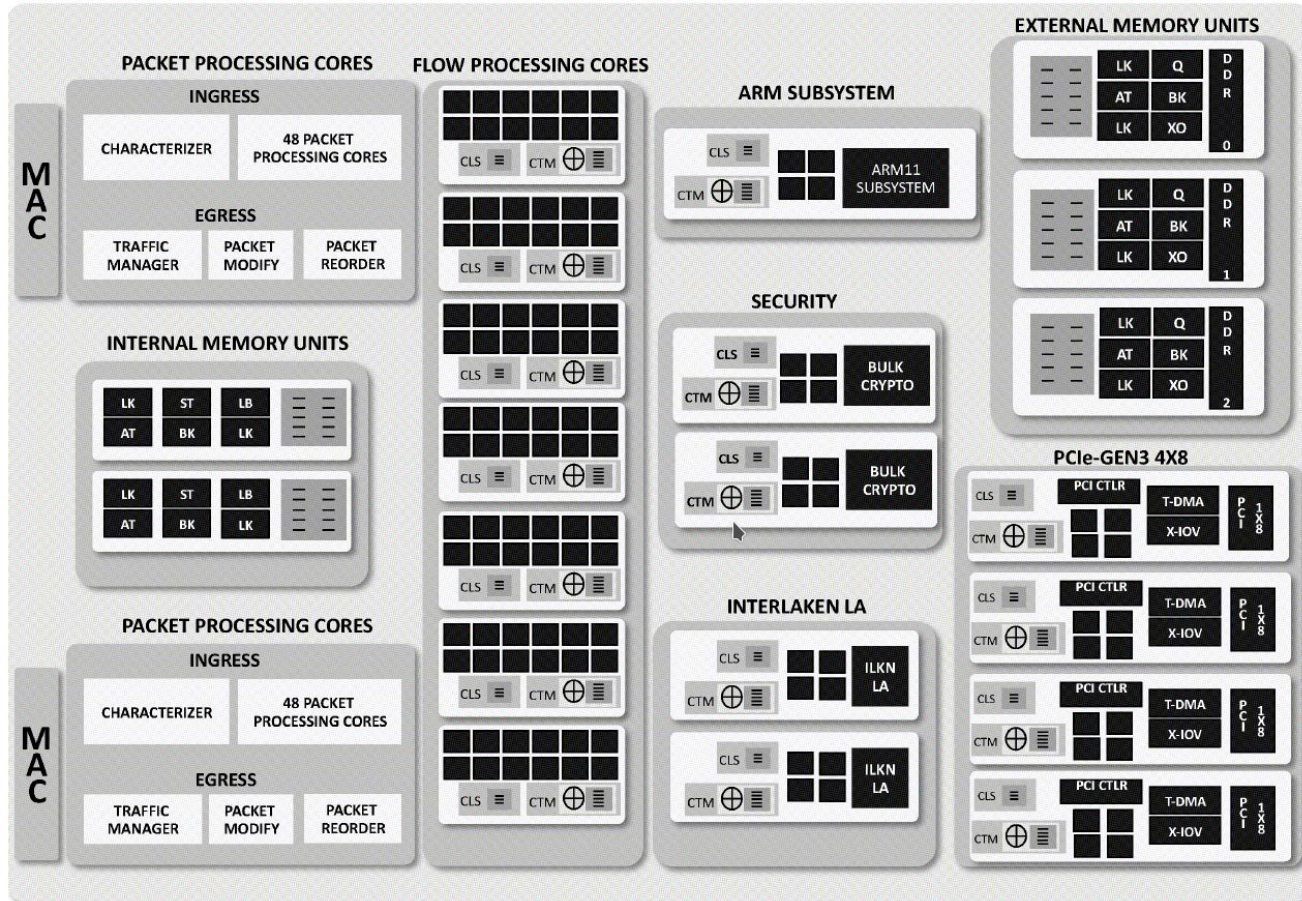 PACKET PROCESSING CORES
INGRESS
CHARACTERIZER
48 PACKET
PROCESSING CORES
EGRESS
TRAFFIC
MANAGER
PACKET
MODIFY
PACKET
REORDER
MAC
INTERNAL MEMORY UNITS
LK ST LB
AT BK LK
LK ST LB
AT BK LK
PACKET PROCESSING CORES
INGRESS
CHARACTERIZER
48 PACKET
PROCESSING CORES
EGRESS
TRAFFIC
MANAGER
PACKET
MODIFY
PACKET
REORDER
MAC
FLOW PROCESSING CORES
CLS CTM
CLS CTM
CLS CTM
CLS CTM
CLS CTM
CLS CTM
CLS CTM
ARM SUBSYSTEM
CLS
CTM
ARM11
SUBSYSTEM
SECURITY
CLS
CTM
BULK
CRYPTO
CLS
CTM
BULK
CRYPTO
INTERLAKEN LA
CLS
CTM
ILKN
LA
CLS
CTM
ILKN
LA
EXTERNAL MEMORY UNITS
LK Q
AT BK
LK XO
DDR 0
LK Q
AT BK
LK XO
DDR 1
LK Q
AT BK
LK XO
DDR 2
PCIe-GEN3 4X8
CLS
CTM
PCI CTLR
T-DMA
X-IOV
PCI
1X8
CLS
CTM
PCI CTLR
T-DMA
X-IOV
PCI
1X8
CLS
CTM
PCI CTLR
T-DMA
X-IOV
PCI
1X8
CLS
CTM
PCI CTLR
T-DMA
X-IOV
PCI
1X8